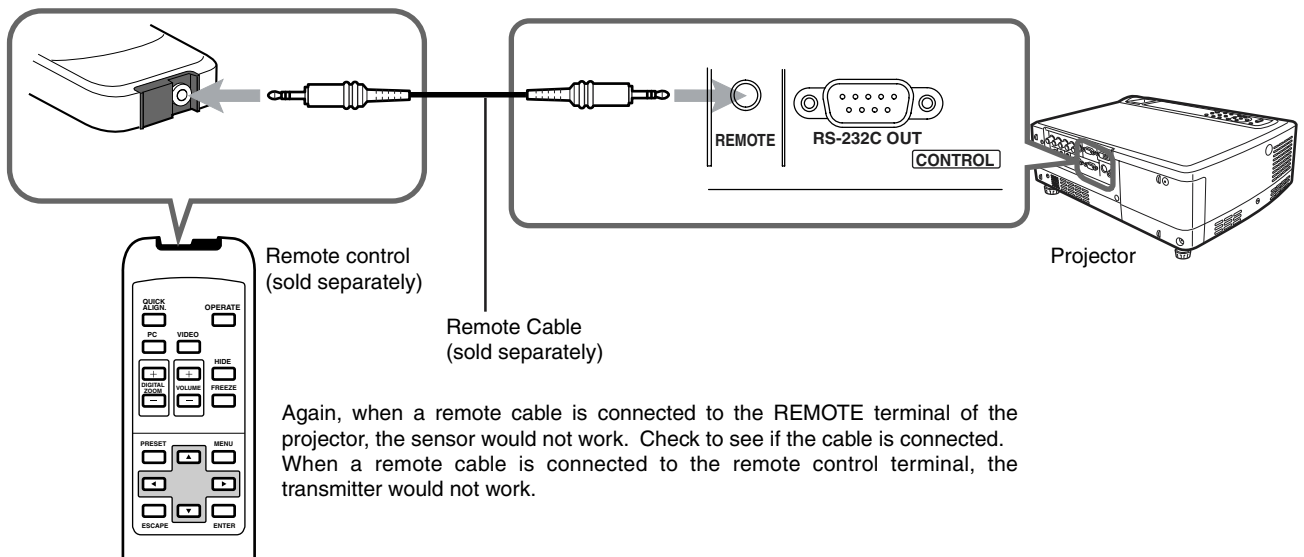 REMOTE
RS-232C OUT
CONTROL
Projector
Remote control
(sold separately)
Remote Cable
(sold separately)
QUICK
ALIGN.
OPERATE
PC VIDEO
HIDE
DIGITAL
ZOOM
VOLUME
FREEZE
PRESET MENU
ESCAPE ENTER
Again, when a remote cable is connected to the REMOTE terminal of the
projector, the sensor would not work. Check to see if the cable is connected.
When a remote cable is connected to the remote control terminal, the
transmitter would not work.